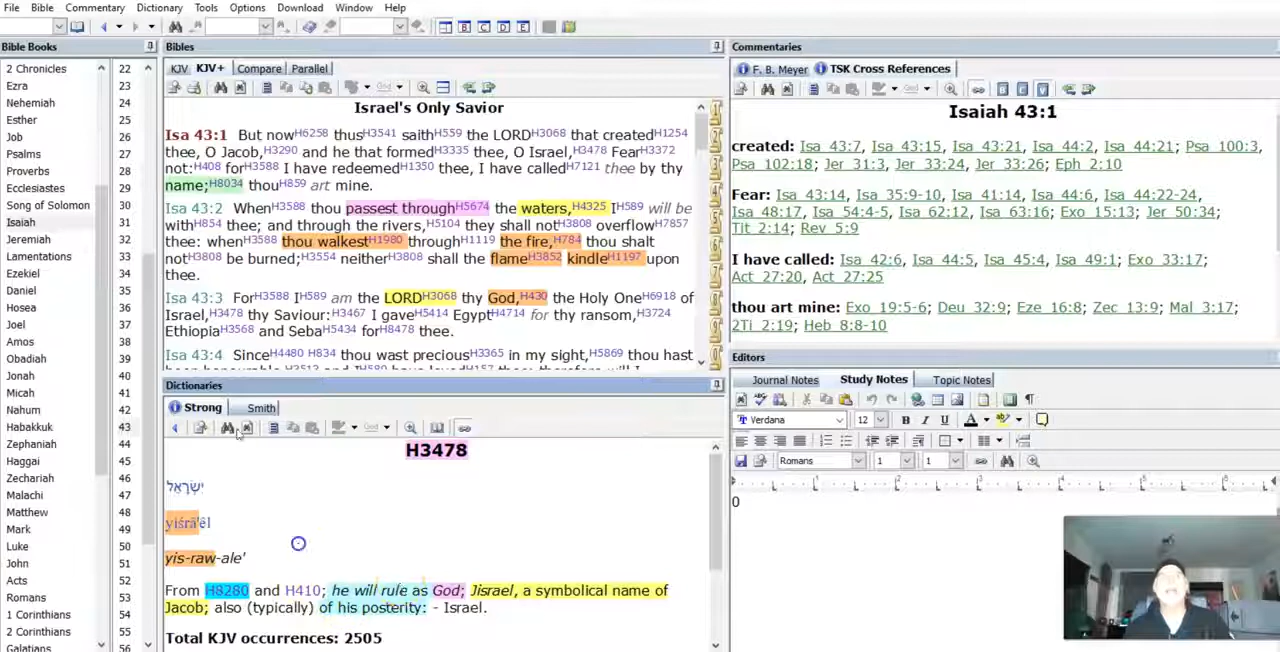 File Bible Commentary Dictionary Tools Options Download Window Help
Bible Books
2 Chronicles
Ezra
Nehemiah
Esther
Job
Psalms
Proverbs
Ecclesiastes
Song of Solomon
Isaiah
Jeremiah
Lamentations
Ezekiel
Daniel
Hosea
Joel
Amos
Obadiah
Jonah
Micah
Nahum
Habakkuk
Zephaniah
Haggai
Zechariah
Malachi
Matthew
Mark
Luke
John
Acts
Romans
1 Corinthians
2 Corinthians
Galatians
22
23
24
25
26
27
28
29
30
31
32
33
34
35
36
37
38
39
40
41
42
43
44
45
46
47
48
49
50
51
52
53
54
55
56
Bibles
KJV KJV+ Compare Parallel
Israel's Only Savior
Isa 43:1 But nowH6258 thusH3541 saithH559 the LORDH3068 that createdH1254
thee, O Jacob,H3290 and he that formedH3335 thee, O Israel,H3478 FearH3372
not:H408 forH3588 I have redeemedH1350 thee, I have calledH7121 thee by thy
name;H8034 thouH859 art mine.
Isa 43:2 WhenH3588 thou passest throughH5674 the waters,H4325 IH589 will be
withH854 thee; and through the rivers,H5104 they shall notH3808 overflowH7857
thee: whenH3588 thou walkestH1980 throughH1119 the fire,H784 thou shalt
notH3808 be burned;H3554 neitherH3808 shall the flameH3852 kindleH1197 upon
thee.
Isa 43:3 ForH3588 IH589 am the LORDH3068 thy God,H430 the Holy OneH6918 of
Israel,H3478 thy Saviour:H3467 I gaveH5414 EgyptH4714 for thy ransom,H3724
EthiopiaH3568 and SebaH5434 forH8478 thee.
Isa 43:4 SinceH4480 H834 thou wast preciousH3365 in my sight,H5869 thou hast
Dictionaries
Strong Smith
H3478
יִשְׂרָאֵל
yiśrâ'êl
yis-raw-ale'
From H8280 and H410; he will rule as God; Jisrael, a symbolical name of
Jacob; also (typically) of his posterity: - Israel.
Total KJV occurrences: 2505
Commentaries
F. B. Meyer TSK Cross References
Isaiah 43:1
created: Isa 43:7, Isa 43:15, Isa 43:21, Isa 44:2, Isa 44:21; Psa 100:3,
Psa 102:18; Jer 31:3, Jer 33:24, Jer 33:26; Eph 2:10
Fear: Isa 43:14, Isa 35:9-10, Isa 41:14, Isa 44:6, Isa 44:22-24,
Isa 48:17, Isa 54:4-5, Isa 62:12, Isa 63:16; Exo 15:13; Jer 50:34;
Tit 2:14; Rev 5:9
I have called: Isa 42:6, Isa 44:5, Isa 45:4, Isa 49:1; Exo 33:17;
Act 27:20, Act 27:25
thou art mine: Exo 19:5-6; Deu 32:9; Eze 16:8; Zec 13:9; Mal 3:17;
2Ti 2:19; Heb 8:8-10
Editors
Journal Notes Study Notes Topic Notes
Verdana 12 B I U A
Romans 1 1
0